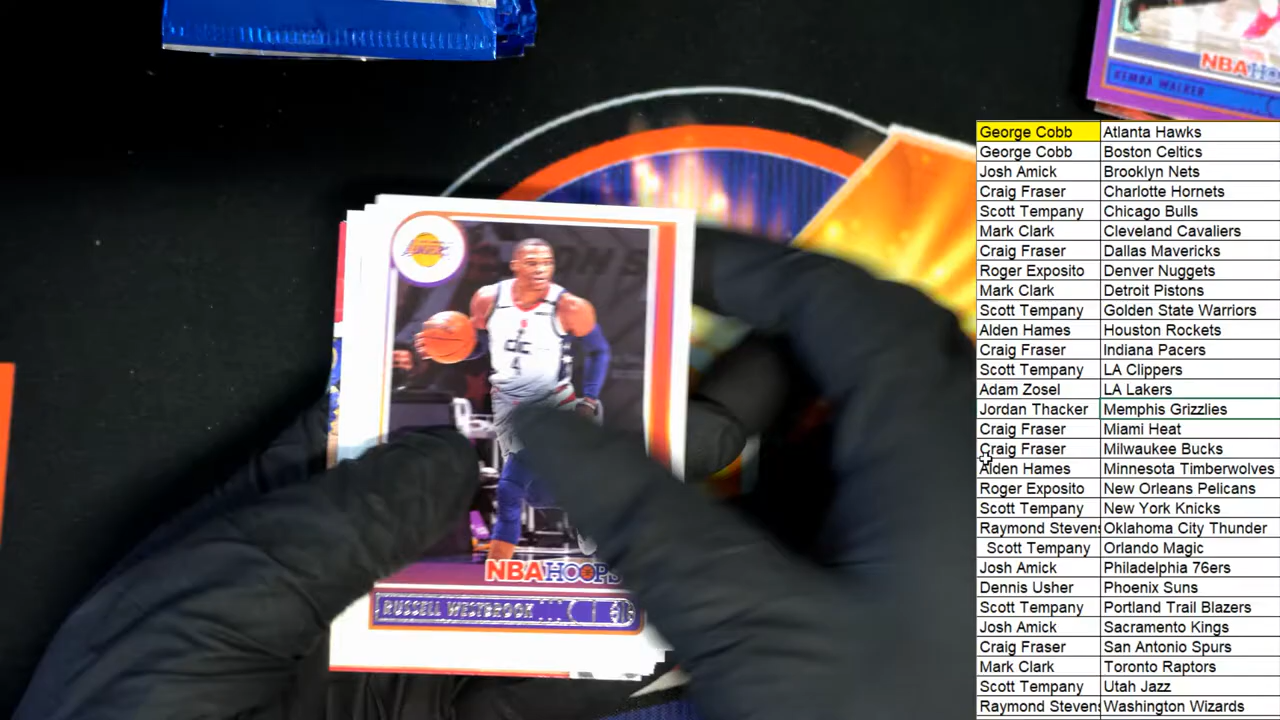 NBAHO
KEMBA WALKER
LAKERS
DC
4
NBAHOOPS
RUSSELL WESTBROOK
George Cobb Atlanta Hawks
George Cobb Boston Celtics
Josh Amick Brooklyn Nets
Craig Fraser Charlotte Hornets
Scott Tempany Chicago Bulls
Mark Clark Cleveland Cavaliers
Craig Fraser Dallas Mavericks
Roger Exposito Denver Nuggets
Mark Clark Detroit Pistons
Scott Tempany Golden State Warriors
Alden Hames Houston Rockets
Craig Fraser Indiana Pacers
Scott Tempany LA Clippers
Adam Zosel LA Lakers
Jordan Thacker Memphis Grizzlies
Craig Fraser Miami Heat
Craig Fraser Milwaukee Bucks
Alden Hames Minnesota Timberwolves
Roger Exposito New Orleans Pelicans
Scott Tempany New York Knicks
Raymond Stevens Oklahoma City Thunder
Scott Tempany Orlando Magic
Josh Amick Philadelphia 76ers
Dennis Usher Phoenix Suns
Scott Tempany Portland Trail Blazers
Josh Amick Sacramento Kings
Craig Fraser San Antonio Spurs
Mark Clark Toronto Raptors
Scott Tempany Utah Jazz
Raymond Stevens Washington Wizards